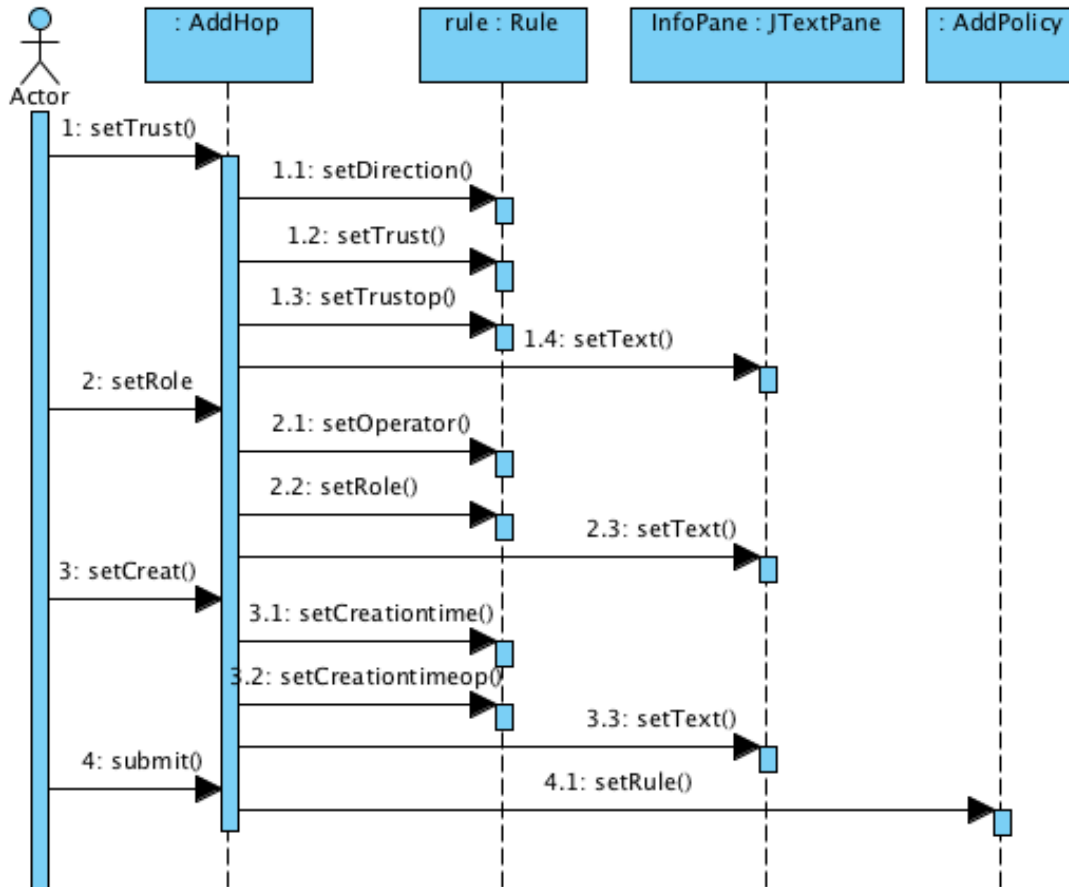 : AddHop
rule : Rule
InfoPane : JTextPane
: AddPolicy
Actor
1: setTrust()
1.1: setDirection()
1.2: setTrust()
1.3: setTrustop()
1.4: setText()
2: setRole
2.1: setOperator()
2.2: setRole()
2.3: setText()
3: setCreat()
3.1: setCreationtime()
3.2: setCreationtimeop()
3.3: setText()
4: submit()
4.1: setRule()